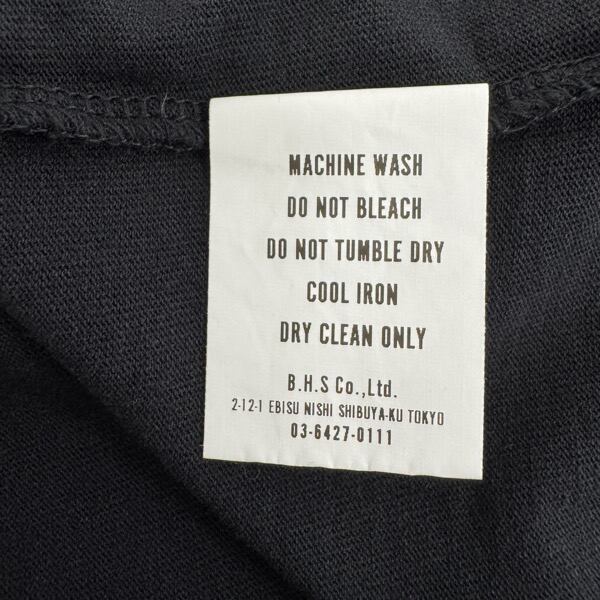 MACHINE WASH
DO NOT BLEACH
DO NOT TUMBLE DRY
COOL IRON
DRY CLEAN ONLY
B.H.S Co.,Ltd.
2-12-1 EBISU NISHI SHIBUYA-KU TOKYO
03-6427-0111